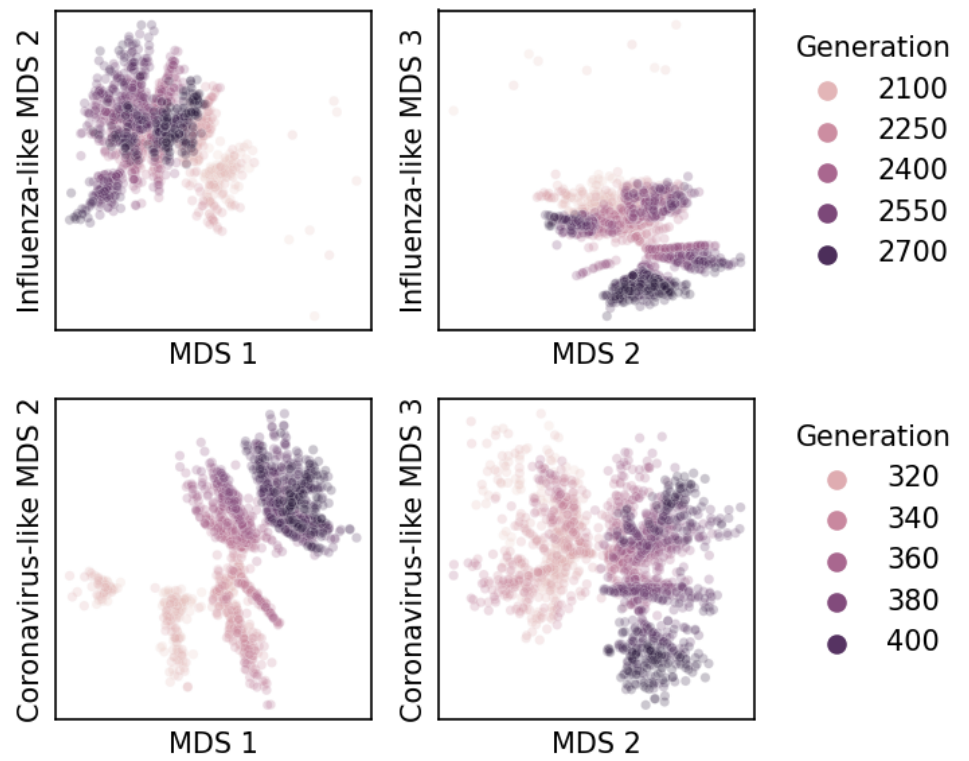 Influenza-like MDS 2
MDS 1
Influenza-like MDS 3
MDS 2
Generation
2100
2250
2400
2550
2700
Coronavirus-like MDS 2
MDS 1
Coronavirus-like MDS 3
MDS 2
Generation
320
340
360
380
400